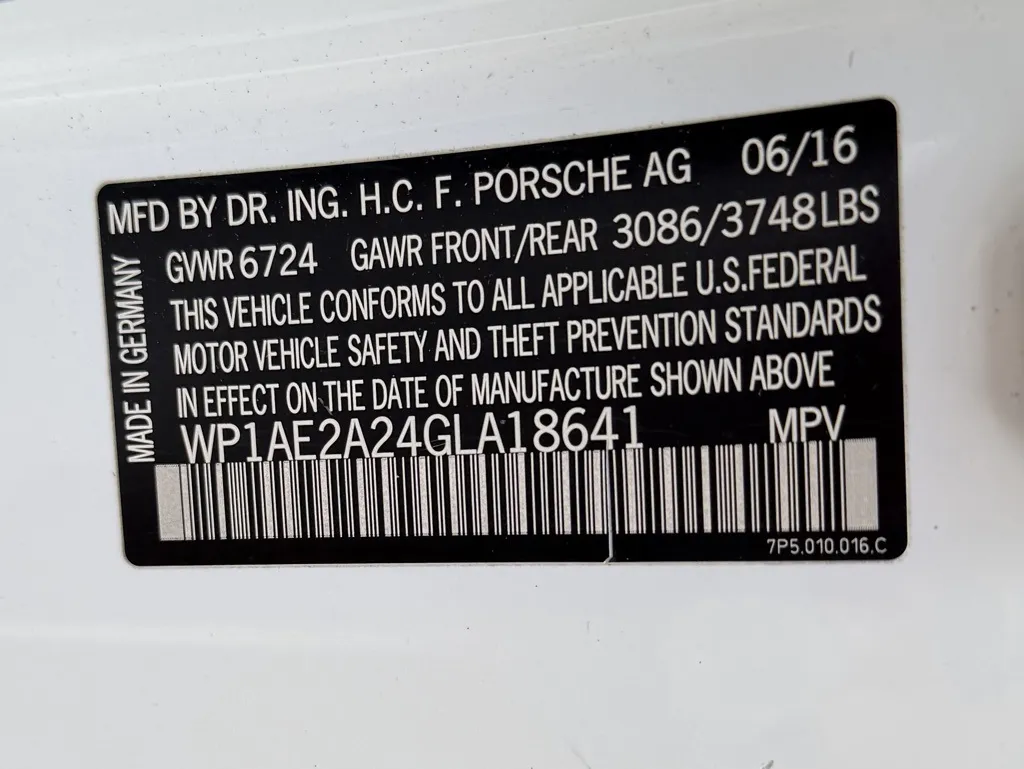 MFD BY DR. ING. H.C. F. PORSCHE AG 06/16
GVWR 6724 GAWR FRONT/REAR 3086/3748LBS
THIS VEHICLE CONFORMS TO ALL APPLICABLE U.S.FEDERAL
MOTOR VEHICLE SAFETY AND THEFT PREVENTION STANDARDS
IN EFFECT ON THE DATE OF MANUFACTURE SHOWN ABOVE
WP1AE2A24GLA18641 MPV
7P5.010.016.C
MADE IN GERMANY